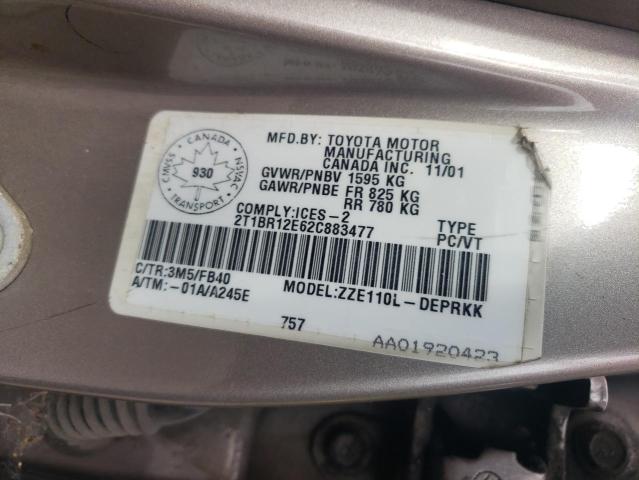 CANADA
CMVSS NSVAC
930
TRANSPORT
MFD.BY: TOYOTA MOTOR
MANUFACTURING
CANADA INC. 11/01
GVWR/PNBV 1595 KG
GAWR/PNBE FR 825 KG
RR 780 KG
COMPLY:ICES-2
2T1BR12E62C883477
TYPE
PC/VT
C/TR:3M5/FB40
A/TM:-01A/A245E
MODEL:ZZE110L-DEPRKK
757
AA01920423